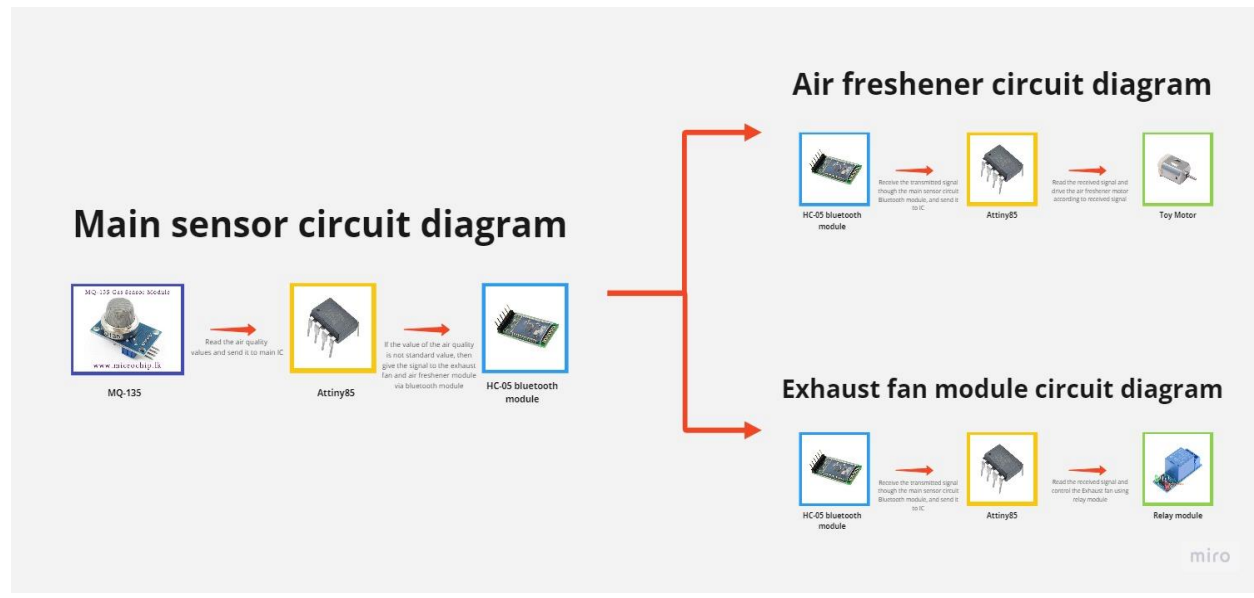 Main sensor circuit diagram
MQ-135 Gas Sensor Module
www.microchip.lk
MQ-135
Read the air quality
values and send it to main IC
Attiny85
If the value of the air quality
is not standard value, then
give the signal to the exhaust
fan and air freshener module
via bluetooth module
HC-05 bluetooth
module
Air freshener circuit diagram
HC-05 bluetooth
module
Receive the transmitted signal
though the main sensor circuit
Bluetooth module, and send it
to IC
Attiny85
Read the received signal and
drive the air freshener motor
according to received signal
Toy Motor
Exhaust fan module circuit diagram
HC-05 bluetooth
module
Receive the transmitted signal
though the main sensor circuit
Bluetooth module, and send it
to IC
Attiny85
Read the received signal and
control the Exhaust fan using
relay module
Relay module
miro